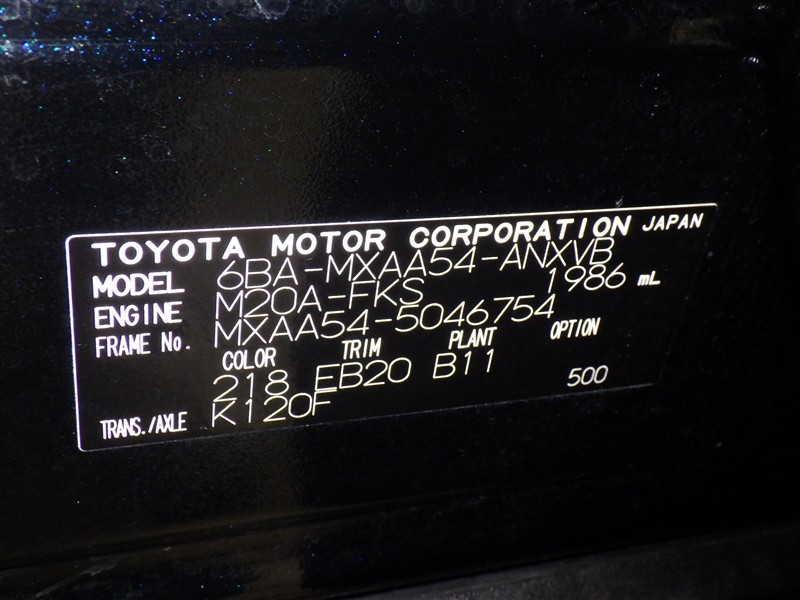 TOYOTA MOTOR CORPORATION JAPAN
MODEL 6BA-MXAA54-ANXVB
ENGINE M20A-FKS 1986 mL
FRAME No. MXAA54-5046754
COLOR TRIM PLANT OPTION
218 EB20 B11 500
TRANS./AXLE K120F